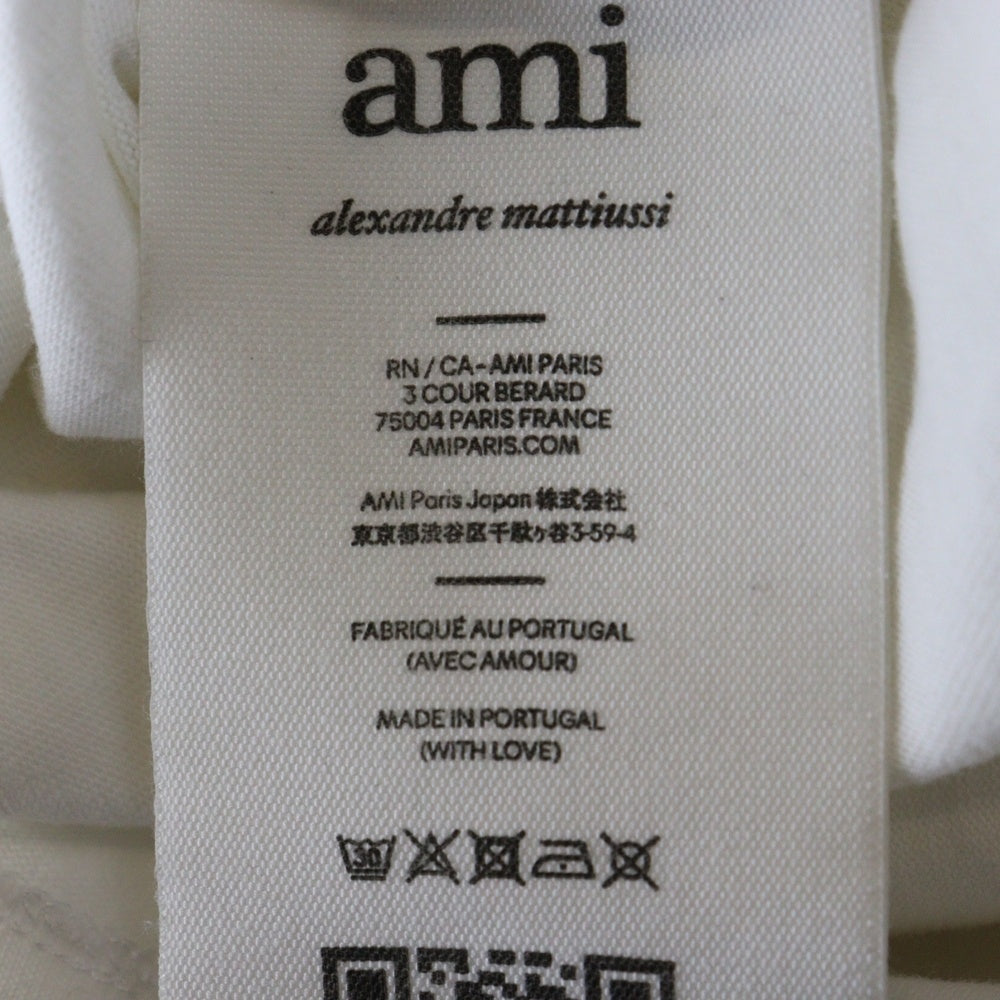 ami
alexandre mattiussi
RN / CA-AMI PARIS
3 COUR BERARD
75004 PARIS FRANCE
AMIPARIS.COM
AMI Paris Japan 株式会社
東京都渋谷区千駄ヶ谷3-59-4
FABRIQUÉ AU PORTUGAL
(AVEC AMOUR)
MADE IN PORTUGAL
(WITH LOVE)
30